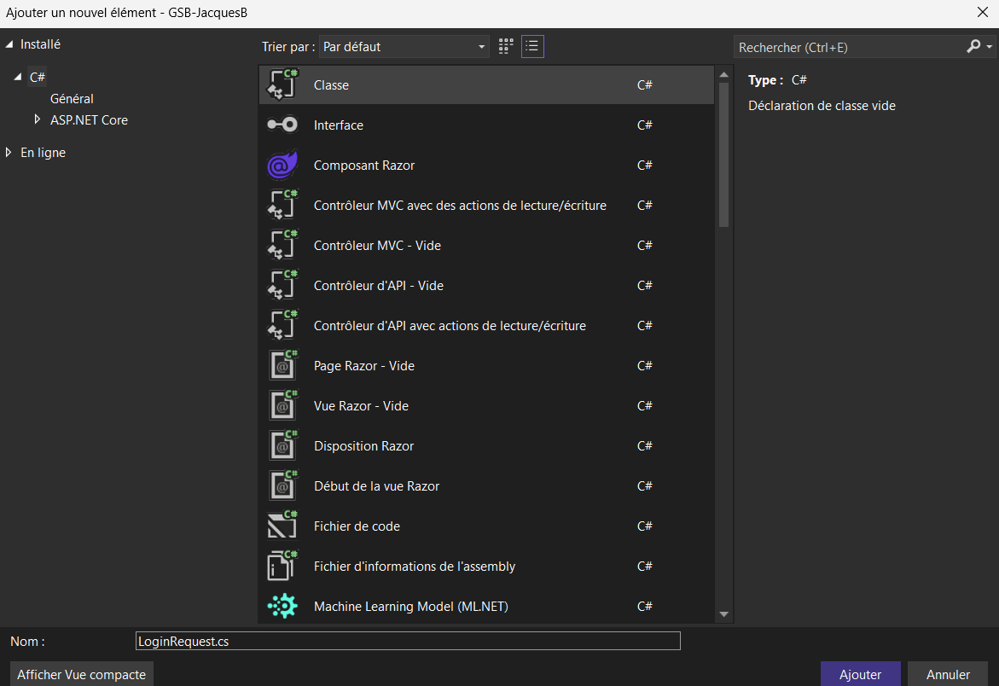 Ajouter un nouvel élément - GSB-JacquesB
Installé
C#
Général
ASP.NET Core
En ligne
Trier par : Par défaut
Classe C#
Interface C#
Composant Razor C#
Contrôleur MVC avec des actions de lecture/écriture C#
Contrôleur MVC - Vide C#
Contrôleur d'API - Vide C#
Contrôleur d'API avec actions de lecture/écriture C#
Page Razor - Vide C#
Vue Razor - Vide C#
Disposition Razor C#
Début de la vue Razor C#
Fichier de code C#
Fichier d'informations de l'assembly C#
Machine Learning Model (ML.NET) C#
Rechercher (Ctrl+E)
Type : C#
Déclaration de classe vide
Nom : LoginRequest.cs
Afficher Vue compacte Ajouter Annuler